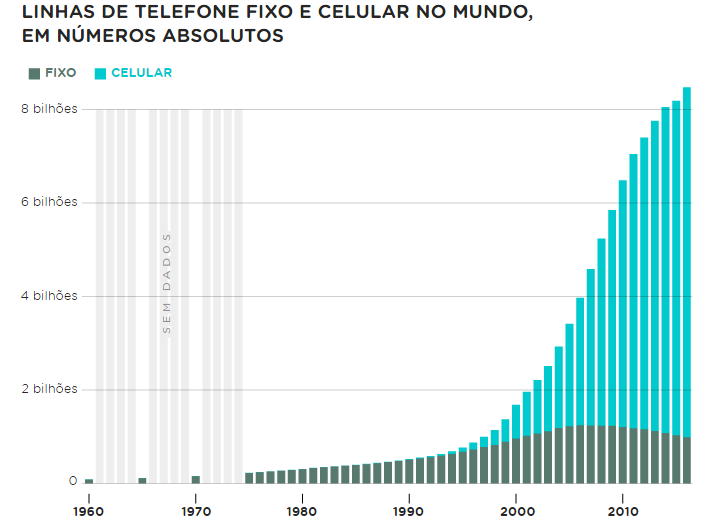 LINHAS DE TELEFONE FIXO E CELULAR NO MUNDO,
EM NÚMEROS ABSOLUTOS
FIXO CELULAR
8 bilhões
6 bilhões
SEM DADOS
4 bilhões
2 bilhões
0
1960 1970 1980 1990 2000 2010